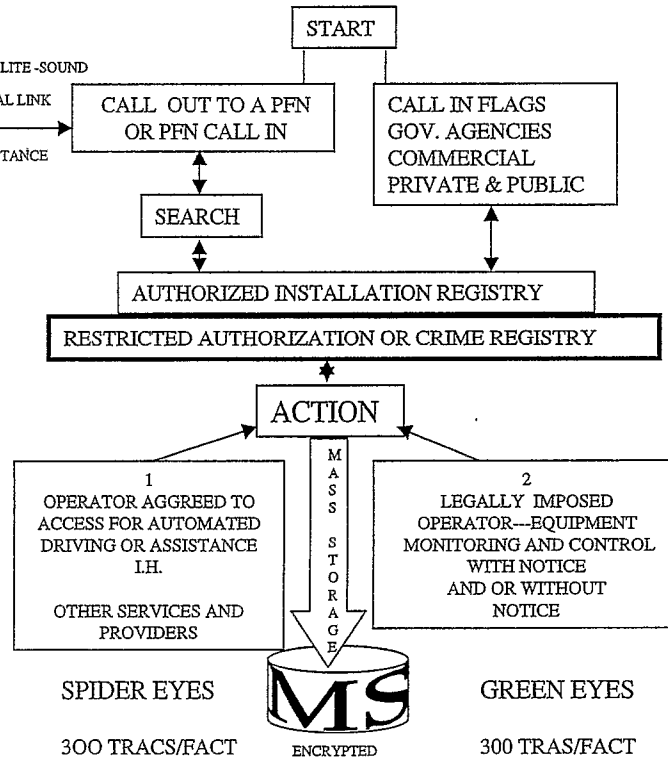 START
LITE -SOUND
AL LINK
TANCE
CALL OUT TO A PFN
OR PFN CALL IN
CALL IN FLAGS
GOV. AGENCIES
COMMERCIAL
PRIVATE & PUBLIC
SEARCH
AUTHORIZED INSTALLATION REGISTRY
RESTRICTED AUTHORIZATION OR CRIME REGISTRY
ACTION
MASS STORAGE
1
OPERATOR AGGREED TO
ACCESS FOR AUTOMATED
DRIVING OR ASSISTANCE
I.H.
OTHER SERVICES AND
PROVIDERS
2
LEGALLY IMPOSED
OPERATOR---EQUIPMENT
MONITORING AND CONTROL
WITH NOTICE
AND OR WITHOUT
NOTICE
MS
ENCRYPTED
SPIDER EYES
3OO TRACS/FACT
GREEN EYES
300 TRAS/FACT